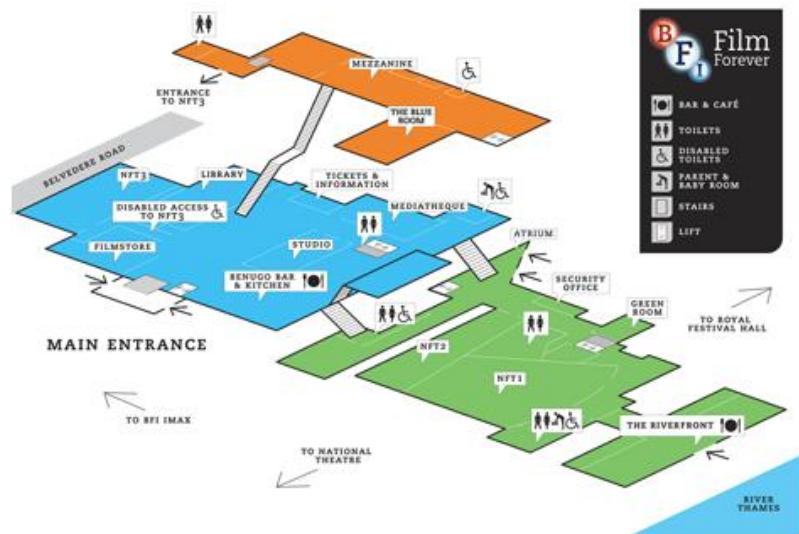 BFI
Film
Forever
BAR & CAFÉ
TOILETS
DISABLED
TOILETS
PARENT &
BABY ROOM
STAIRS
LIFT
MEZZANINE
ENTRANCE
TO NFT3
THE BLUE
ROOM
BELVEDERE ROAD
NFT3
LIBRARY
TICKETS &
INFORMATION
DISABLED ACCESS
TO NFT3
MEDIATHEQUE
FILMSTORE
STUDIO
ATRIUM
BENUGO BAR
& KITCHEN
SECURITY
OFFICE
GREEN
ROOM
TO ROYAL
FESTIVAL HALL
MAIN ENTRANCE
NFT2
NFT1
TO BFI IMAX
THE RIVERFRONT
TO NATIONAL
THEATRE
RIVER
THAMES